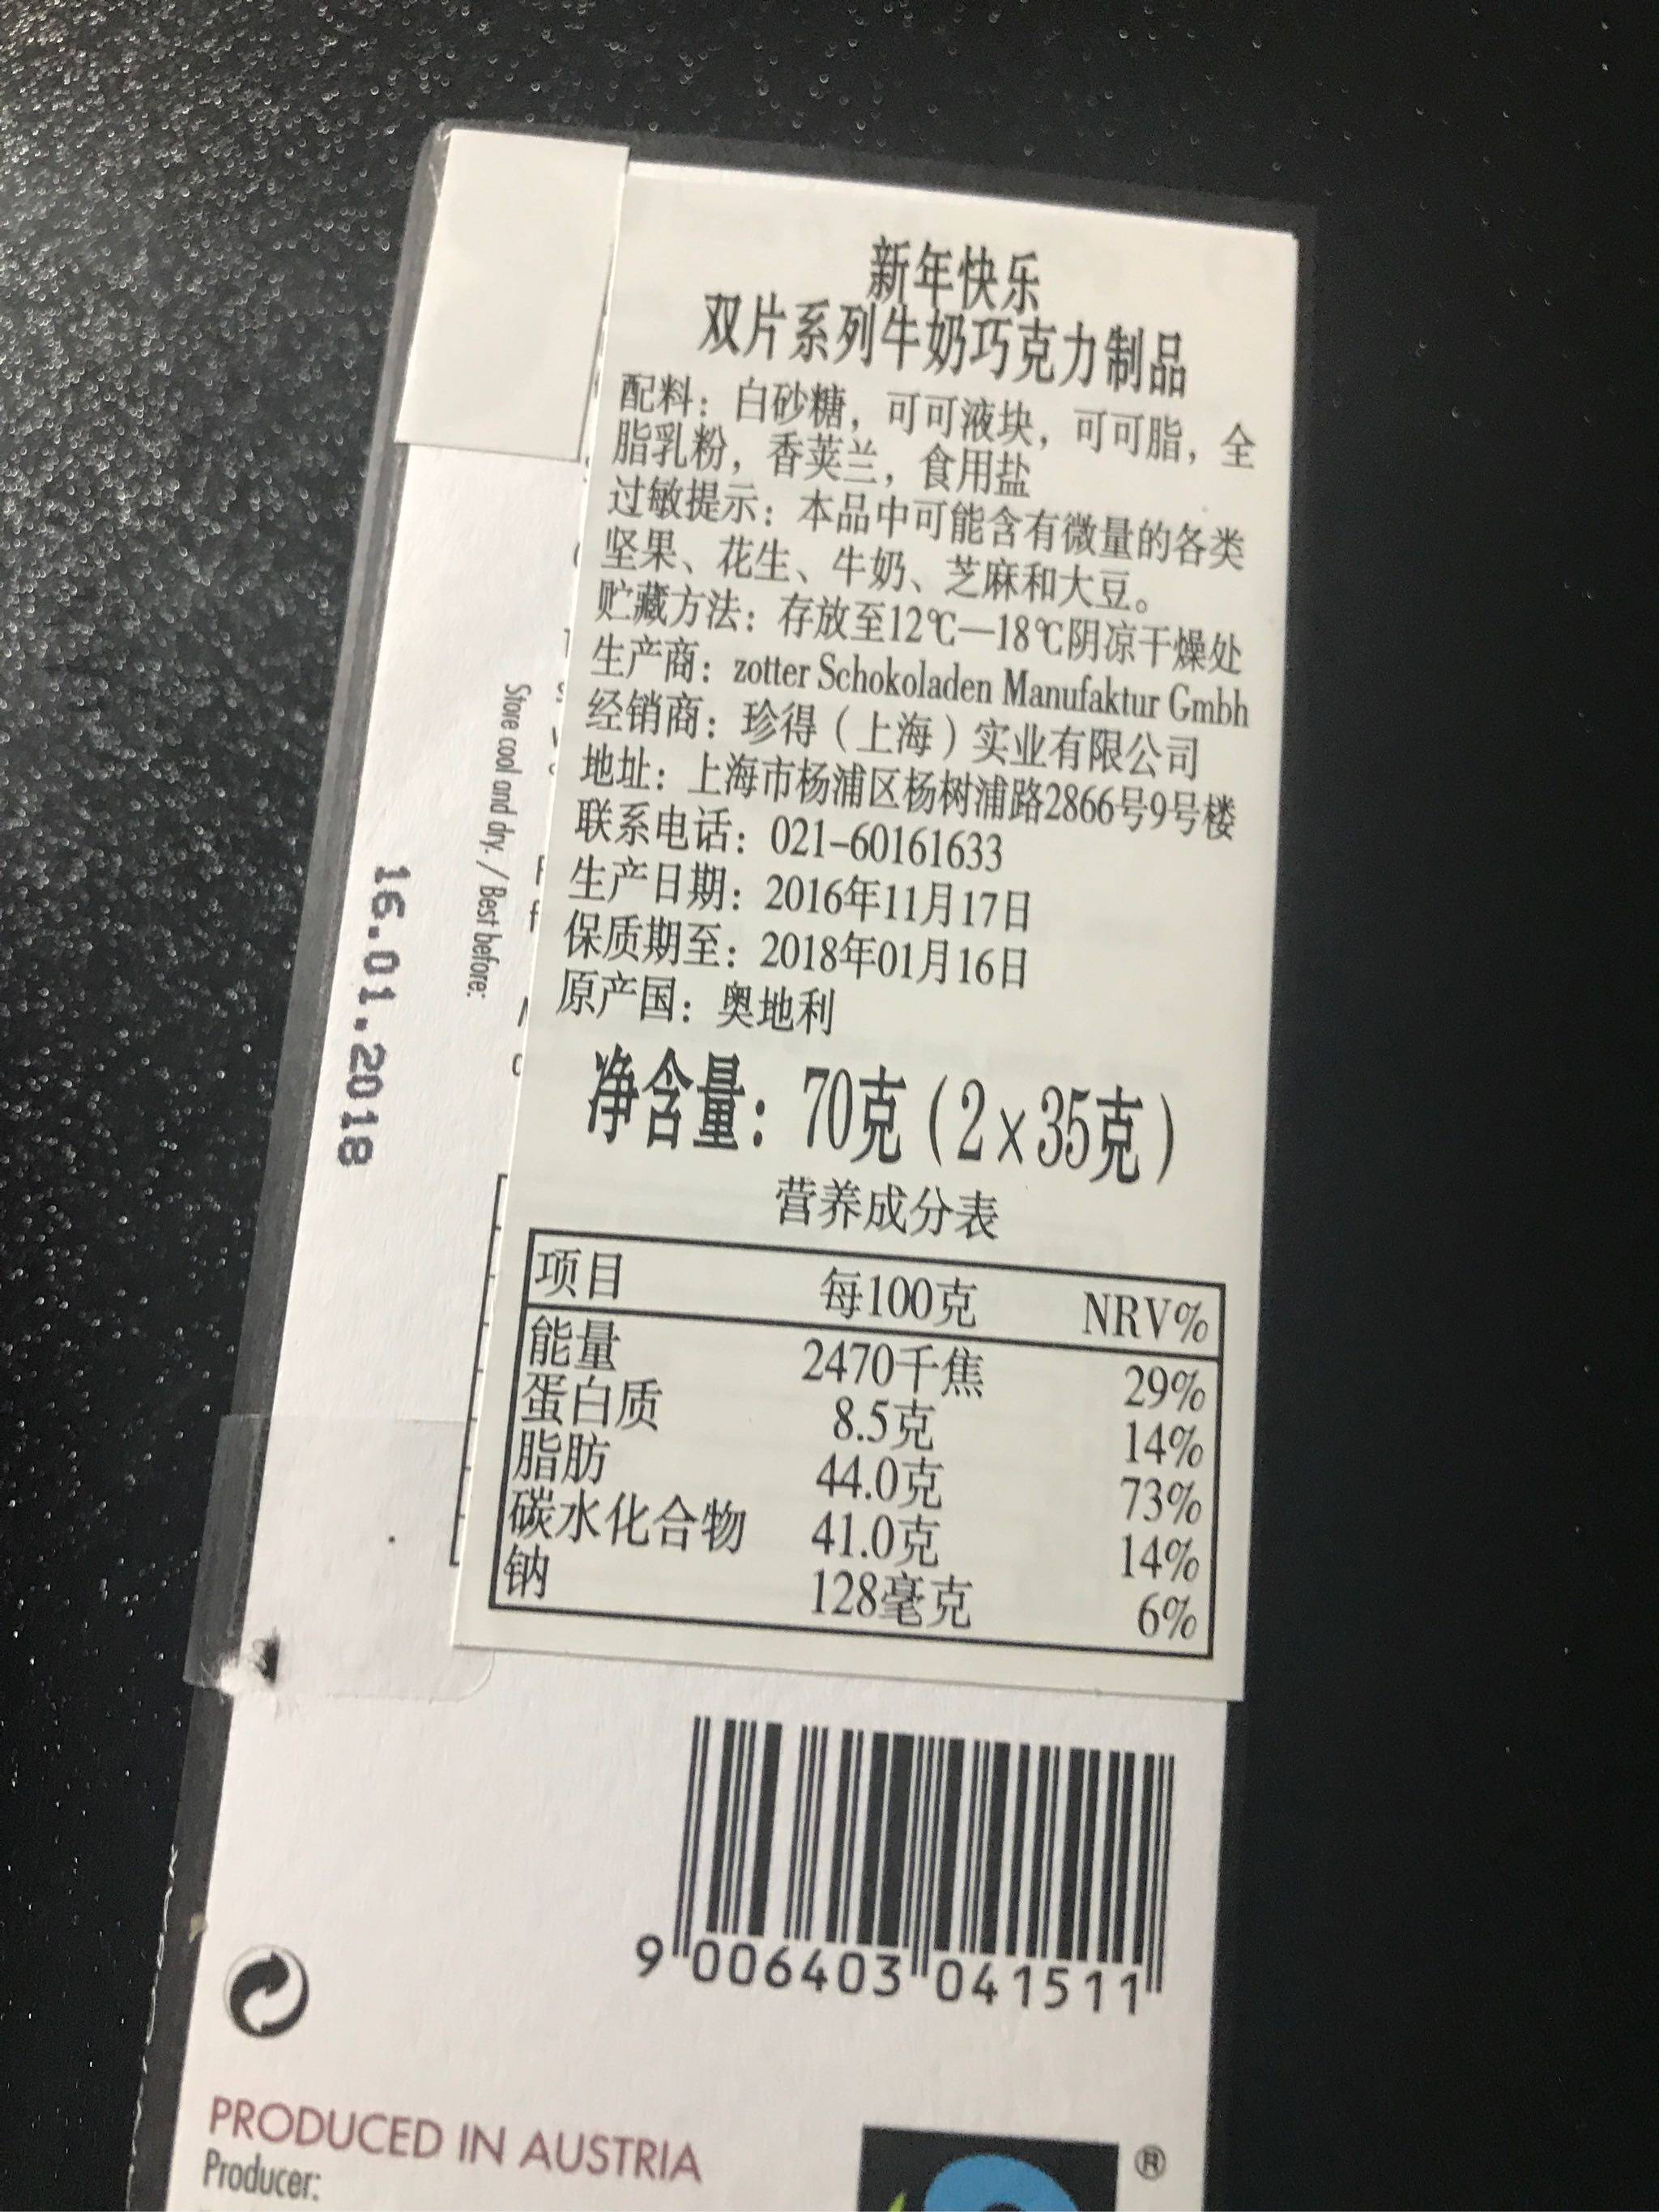 新年快乐
双片系列牛奶巧克力制品
配料：白砂糖，可可液块，可可脂，全
脂乳粉，香荚兰，食用盐
过敏提示：本品中可能含有微量的各类
坚果、花生、牛奶、芝麻和大豆。
贮藏方法：存放至12℃—18℃阴凉干燥处
生产商：zotter Schokoladen Manufaktur Gmbh
经销商：珍得（上海）实业有限公司
地址：上海市杨浦区杨树浦路2866号9号楼
联系电话：021-60161633
生产日期：2016年11月17日
保质期至：2018年01月16日
原产国：奥地利
净含量：70克（2×35克）
营养成分表
项目 每100克 NRV%
能量 2470千焦 29%
蛋白质 8.5克 14%
脂肪 44.0克 73%
碳水化合物 41.0克 14%
钠 128毫克 6%
Store cool and dry. / Best before:
16.01.2018
9 006403 041511
PRODUCED IN AUSTRIA
Producer:
®